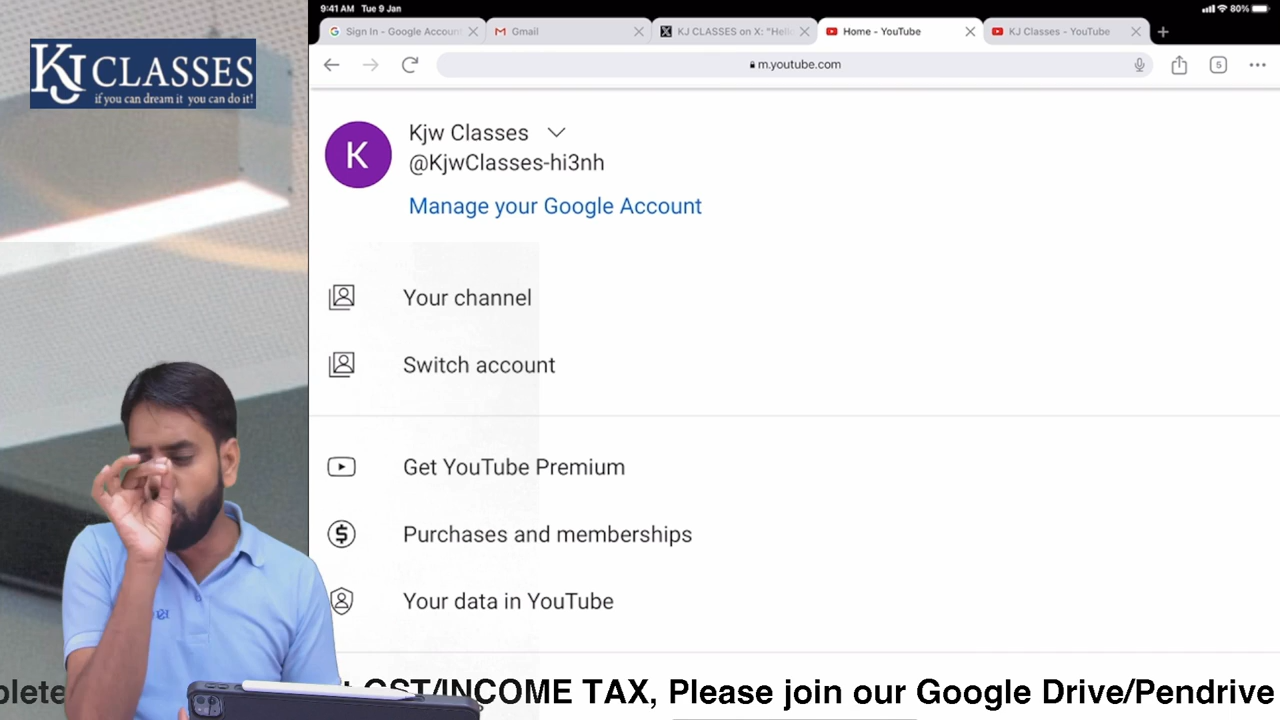 KJ CLASSES
if you can dream it you can do it!
9:41 AM Tue 9 Jan
80%
Sign In - Google Accoun
Gmail
KJ CLASSES on X: "Hell
Home - YouTube
KJ Classes - YouTube
m.youtube.com
5
K
Kjw Classes
@KjwClasses-hi3nh
Manage your Google Account
Your channel
Switch account
Get YouTube Premium
Purchases and memberships
Your data in YouTube
GST/INCOME TAX, Please join our Google Drive/Pendrive